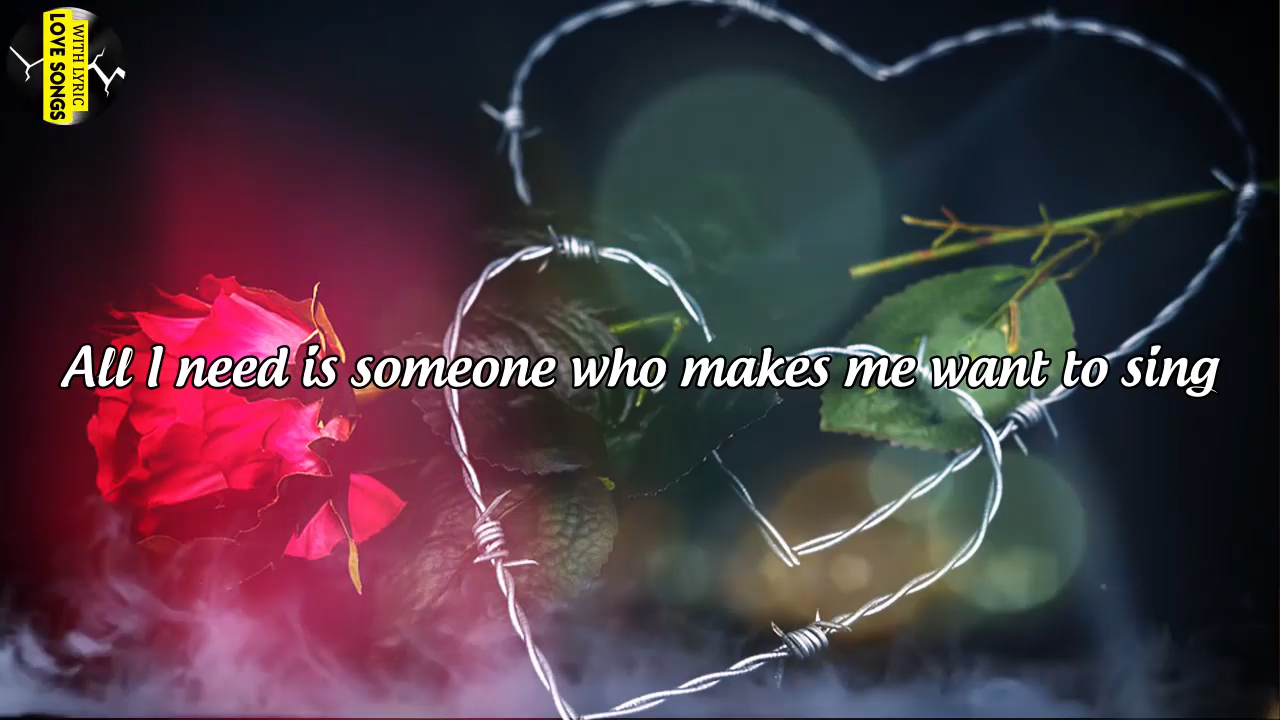 WITH LYRIC
LOVE SONGS
All I need is someone who makes me want to sing